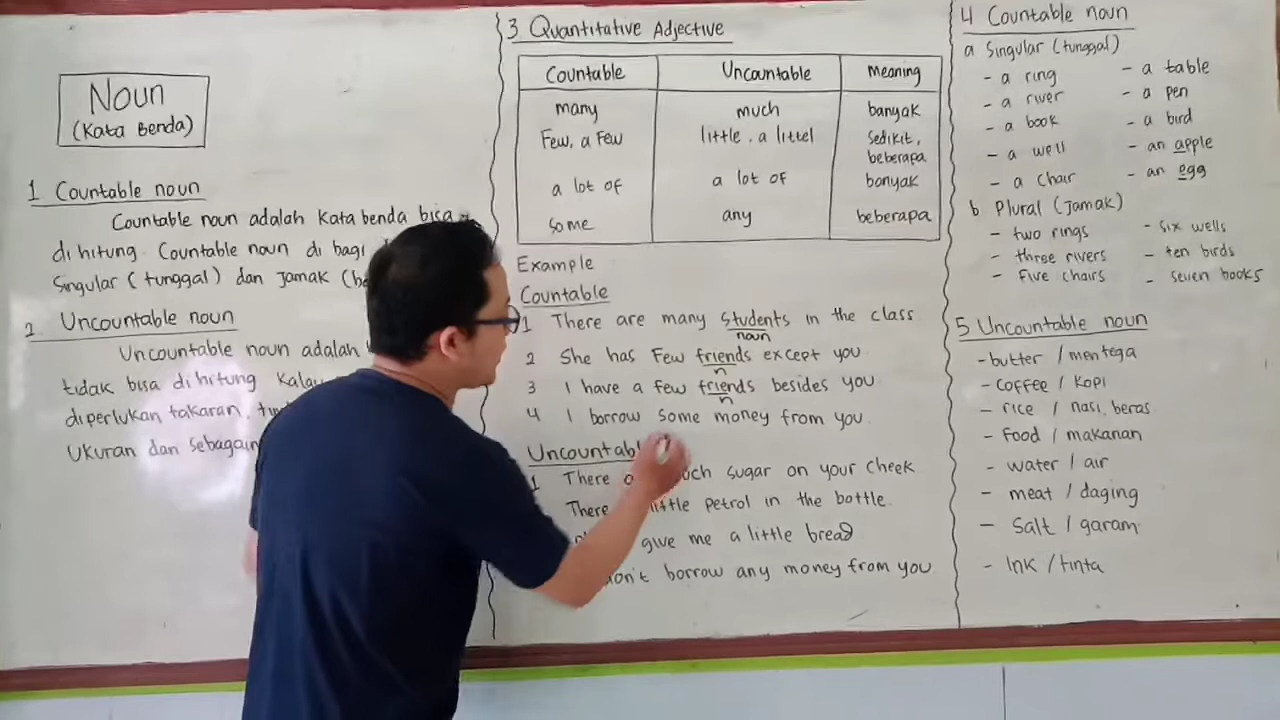 Noun
(Kata Benda)
1 Countable noun
Countable noun adalah Kata benda bisa
di hitung. Countable noun di bagi
Singular (tunggal) dan Jamak
2. Uncountable noun
Uncountable noun adalah
tidak bisa di hitung
diperlukan takaran,
Ukuran dan
3 Quantitative Adjective
Countable Uncountable Meaning
many much banyak
Few, a Few little. a littel sedikit,
beberapa
a lot of a lot of banyak
some any beberapa
Example
Countable
1 There are many students in the class
noun
2 She has Few friends except you.
n
3 I have a few friends besides you
n
4 I borrow some money from you.
1 There sugar on your cheek
There petrol in the bottle.
give me a little bread
borrow any money from you
4 Countable noun
a Singular (tunggal)
- a ring - a table
- a river - a pen
- a book - a bird
- a well - an apple
- a chair - an egg
b Plural (Jamak)
- two rings - six wells
- three rivers - ten birds
- Five chairs - seven books
5 Uncountable noun
- butter / mentega
- Coffee / Kopi
- rice / nasi, beras
- Food / makanan
- water / air
- meat / daging
- Salt / garam
- Ink / tinta